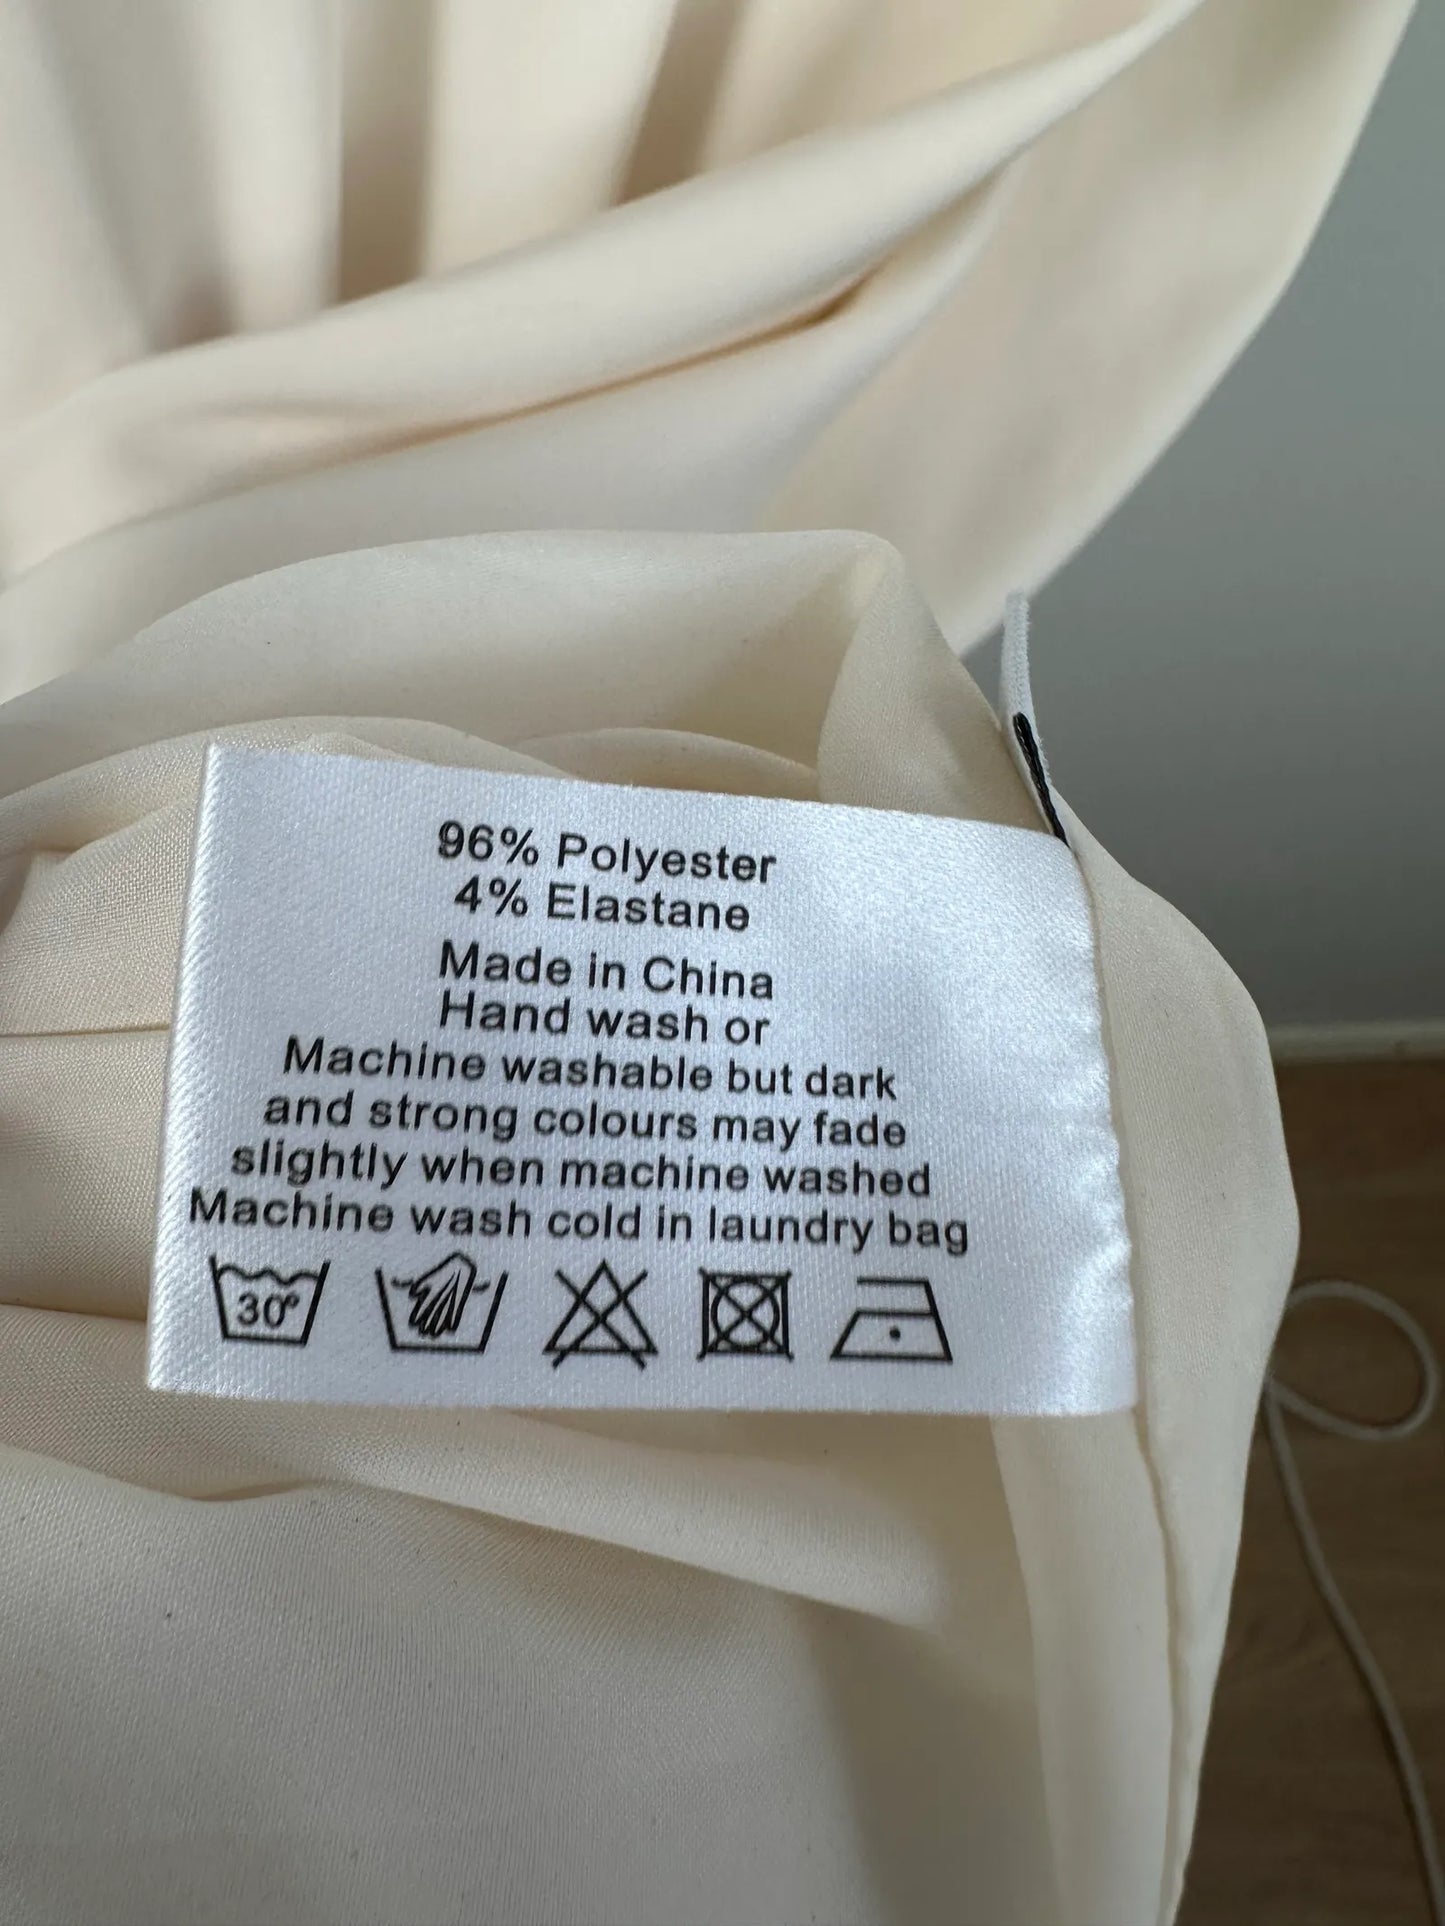 96% Polyester
4% Elastane
Made in China
Hand wash or
Machine washable but dark
and strong colours may fade
slightly when machine washed
Machine wash cold in laundry bag
30°